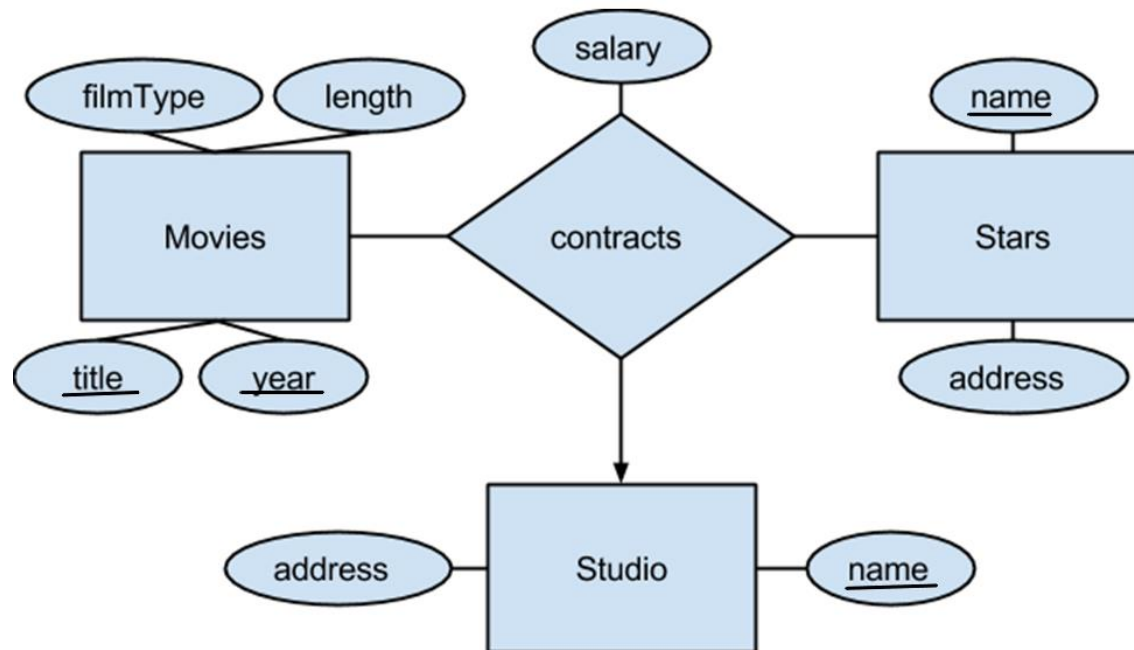 salary
filmType
length
name
Movies
contracts
Stars
title
year
address
address
Studio
name